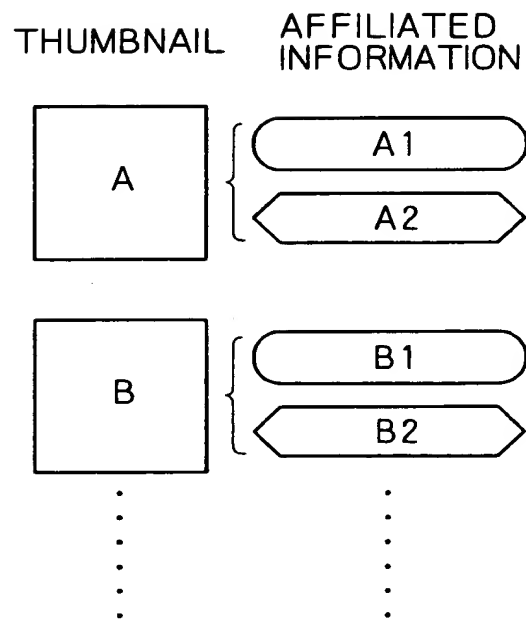 THUMBNAIL
AFFILIATED
INFORMATION
A
A1
A2
B
B1
B2